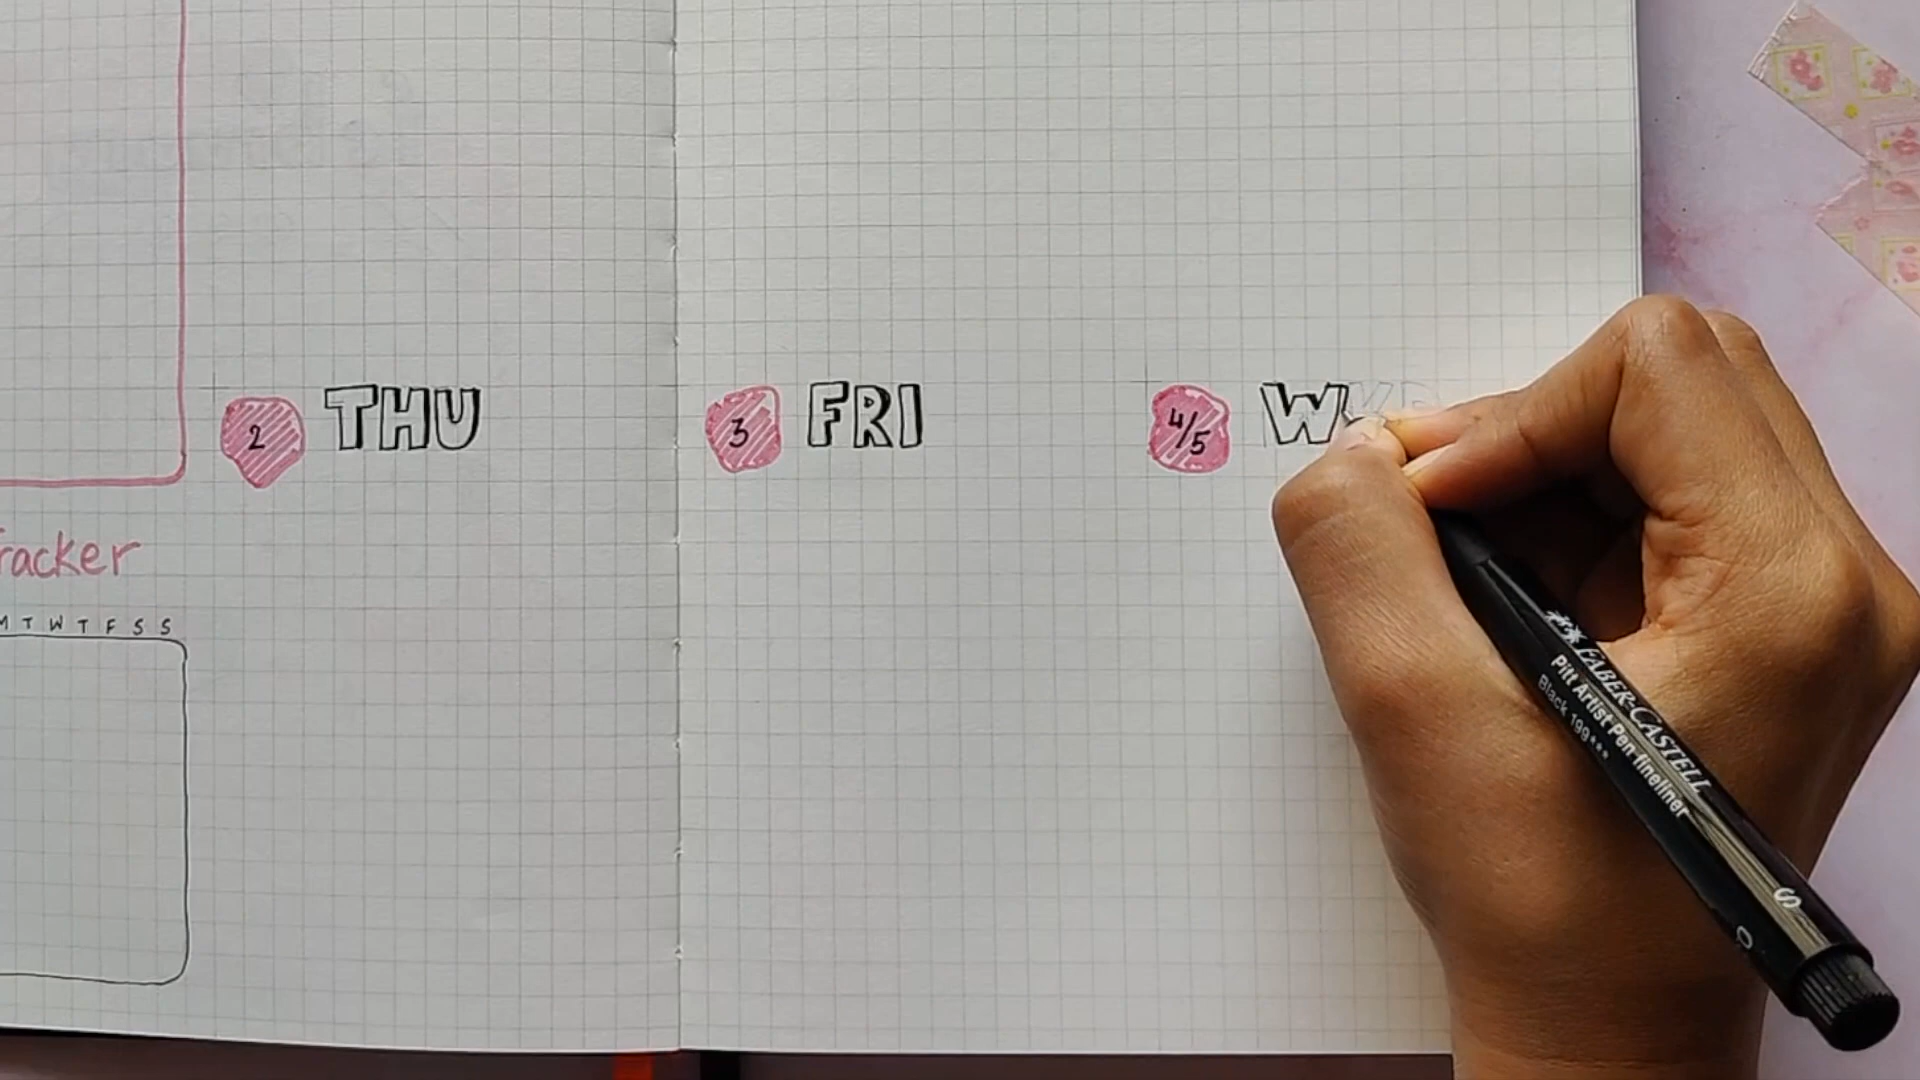 2 THU
3 FRI
4/5 W
racker
M T W T F S S
FABER-CASTELL
Pitt Artist Pen fineliner
Black 199***
S